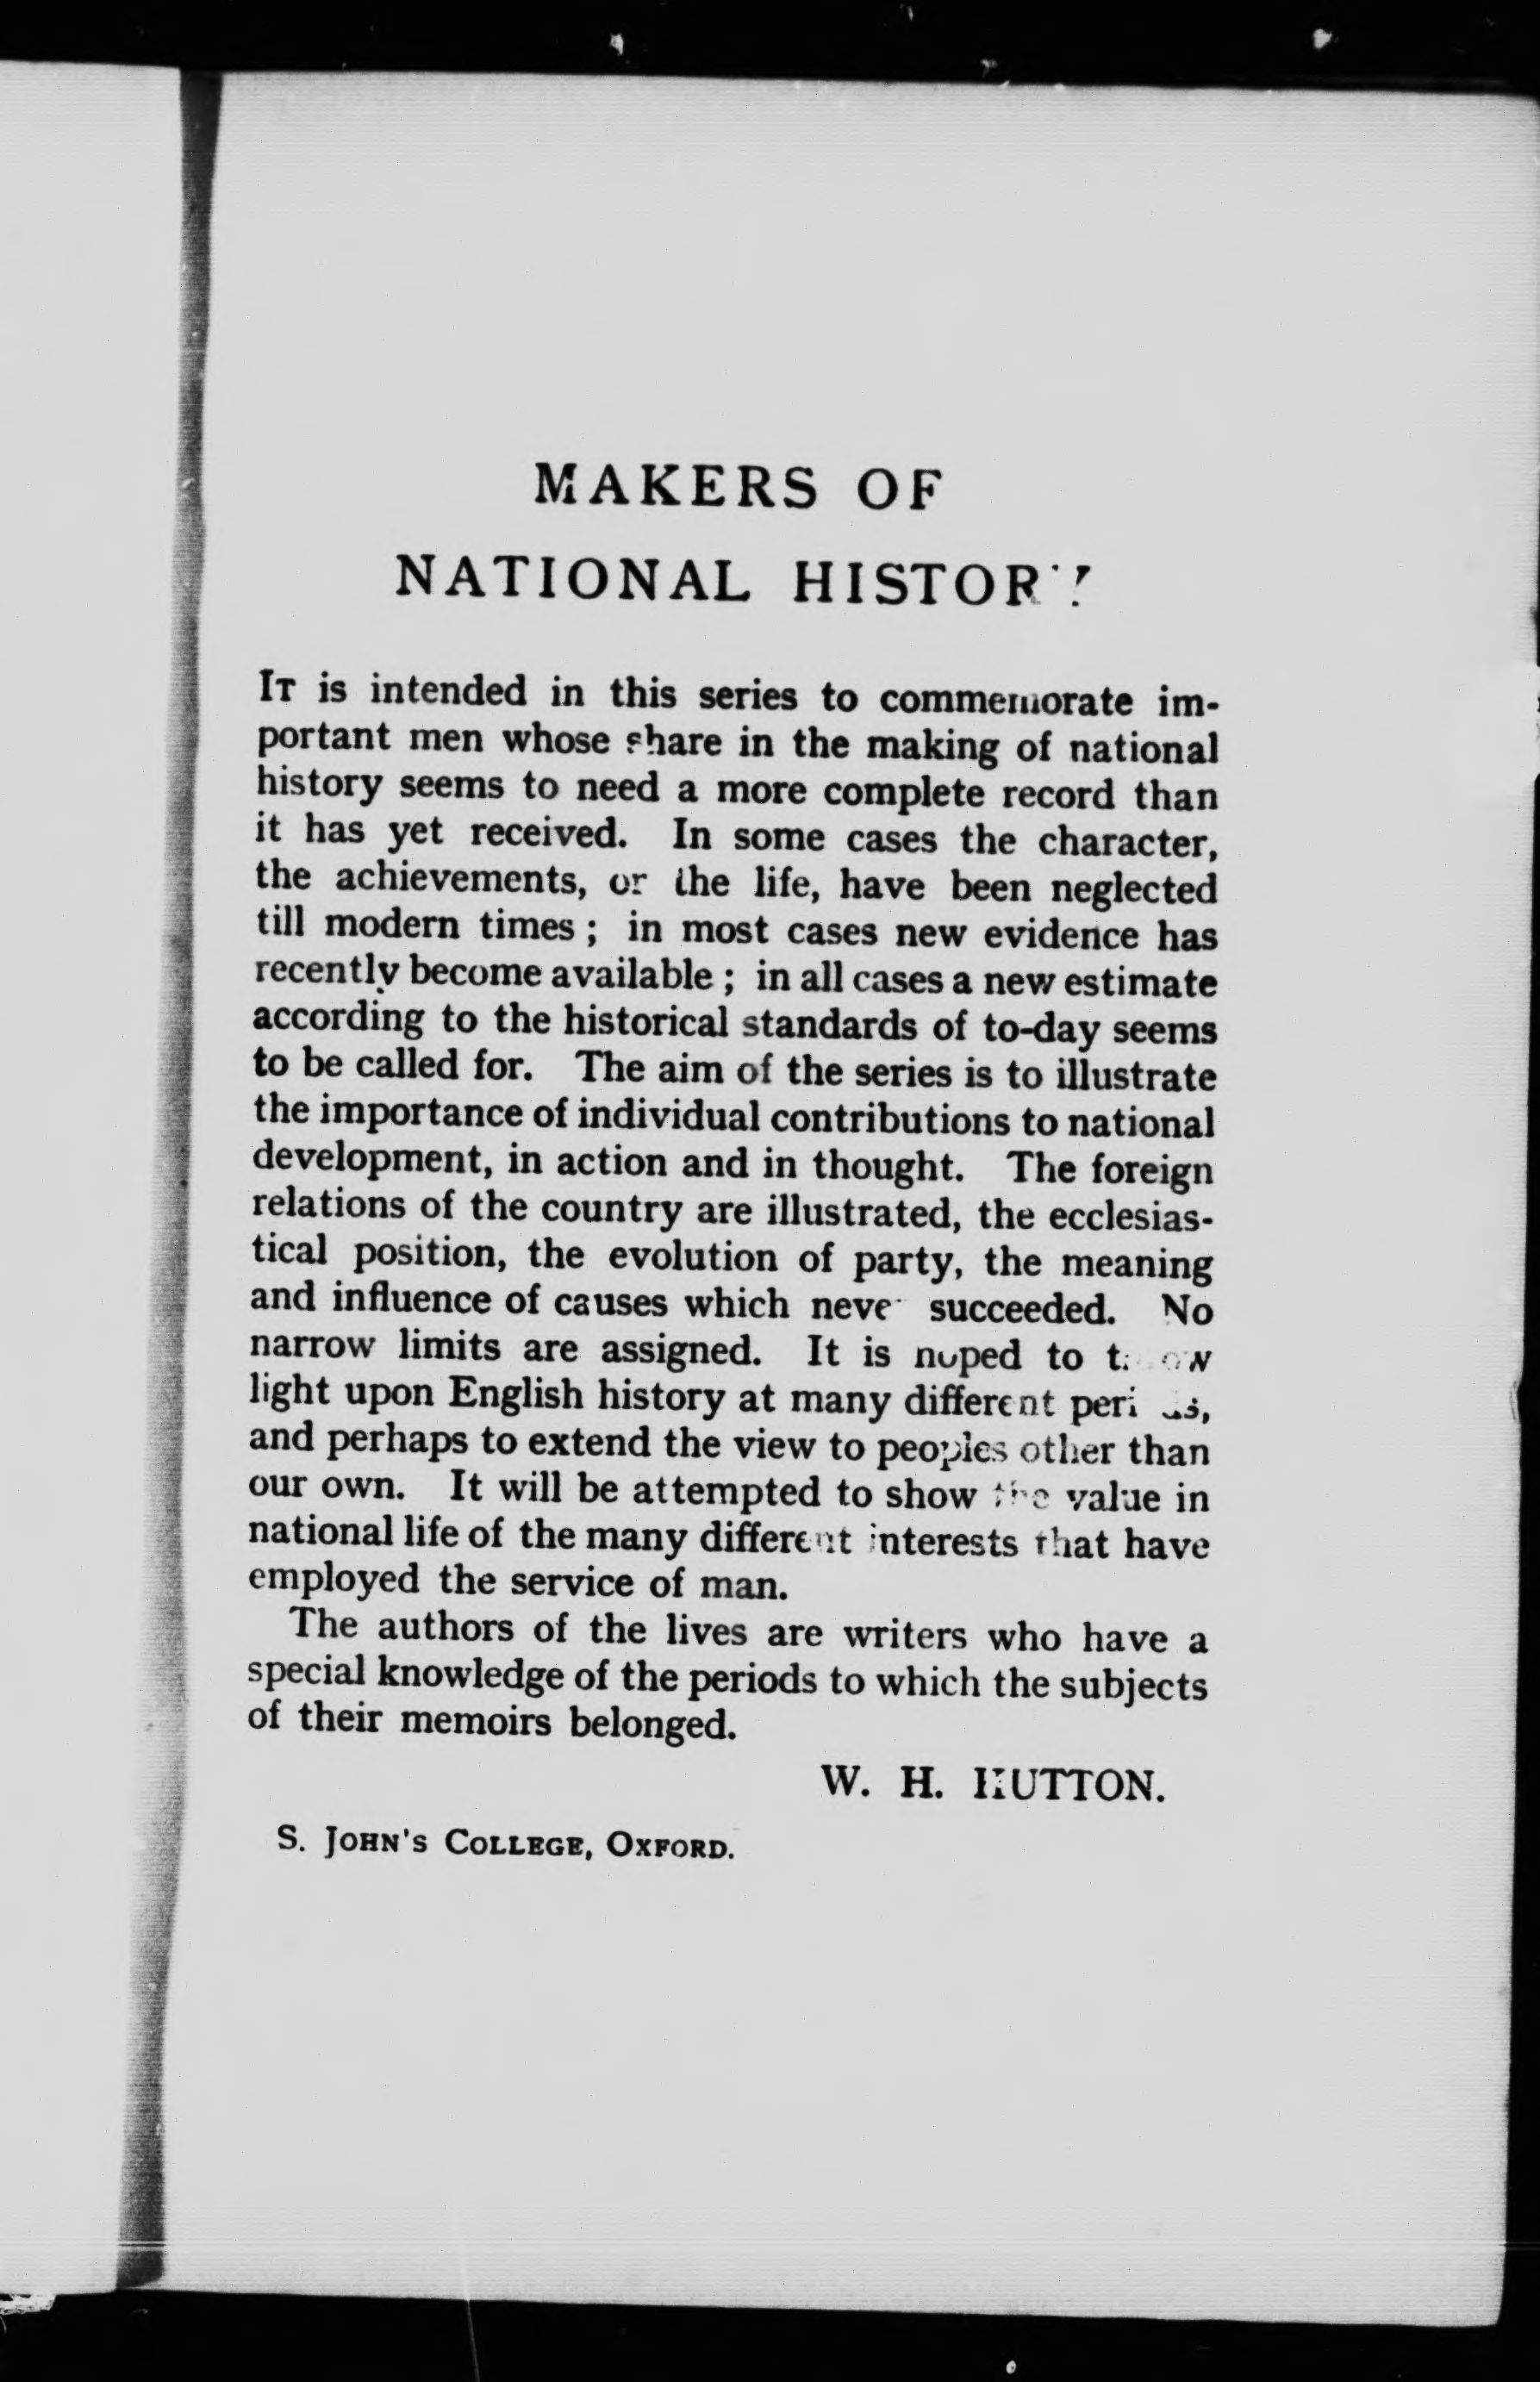 MAKERS OF
NATIONAL HISTORY
IT is intended in this series to commemorate im-
portant men whose share in the making of national
history seems to need a more complete record than
it has yet received. In some cases the character,
the achievements, or the life, have been neglected
till modern times ; in most cases new evidence has
recently become available ; in all cases a new estimate
according to the historical standards of to-day seems
to be called for. The aim of the series is to illustrate
the importance of individual contributions to national
development, in action and in thought. The foreign
relations of the country are illustrated, the ecclesias-
tical position, the evolution of party, the meaning
and influence of causes which never succeeded. No
narrow limits are assigned. It is hoped to throw
light upon English history at many different periods,
and perhaps to extend the view to peoples other than
our own. It will be attempted to show the value in
national life of the many different interests that have
employed the service of man.
The authors of the lives are writers who have a
special knowledge of the periods to which the subjects
of their memoirs belonged.
W. H. HUTTON.
S. JOHN'S COLLEGE, OXFORD.